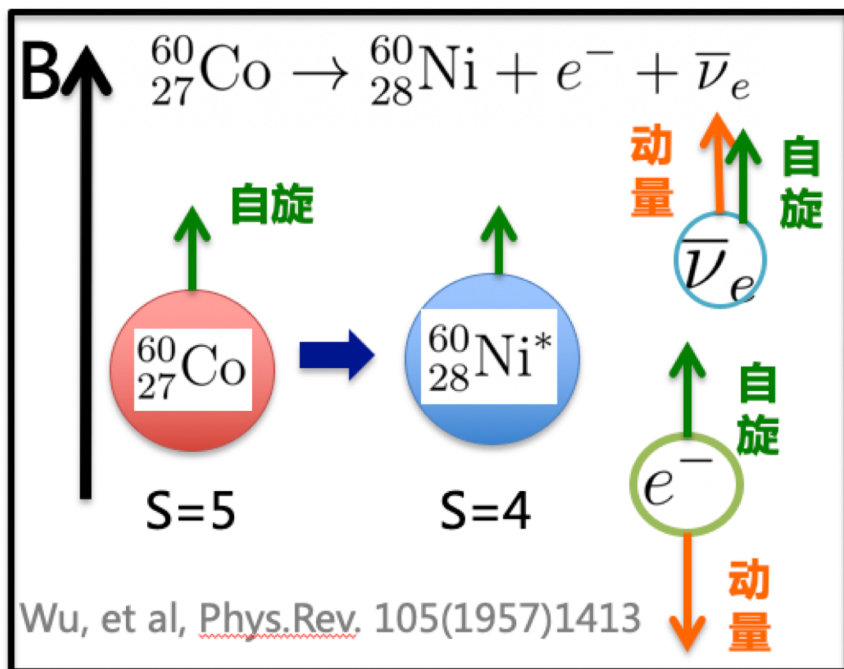 B
⁶⁰₂₇Co → ⁶⁰₂₈Ni + e⁻ + ν̅ₑ
动量
自旋
自旋
ν̅ₑ
⁶⁰₂₇Co
⁶⁰₂₈Ni*
自旋
e⁻
S=5
S=4
动量
Wu, et al, Phys.Rev. 105(1957)1413